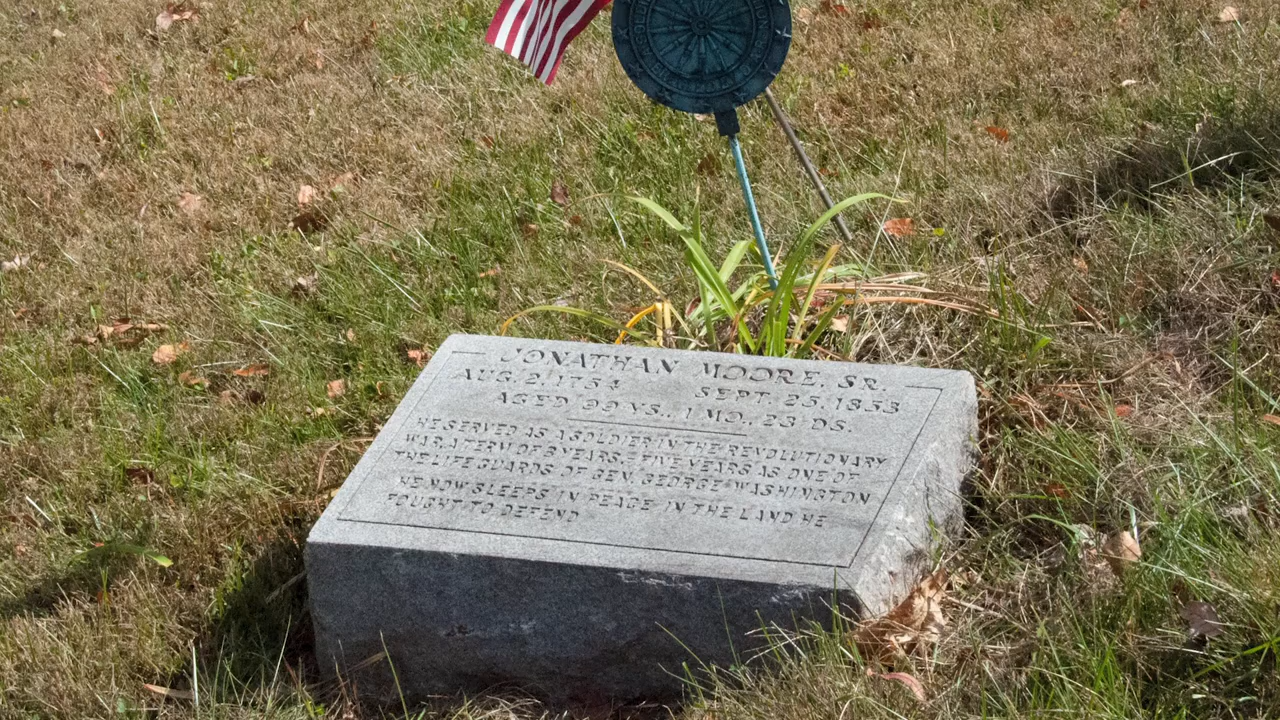 JONATHAN MOORE, SR.
AUG. 2, 1754 SEPT. 25, 1853
AGED 99 YS., 1 MO., 23 DS.
HE SERVED AS A SOLDIER IN THE REVOLUTIONARY
WAR, A TERM OF 8 YEARS, FIVE YEARS AS ONE OF
THE LIFE GUARDS OF GEN. GEORGE WASHINGTON
HE NOW SLEEPS IN PEACE IN THE LAND HE
FOUGHT TO DEFEND